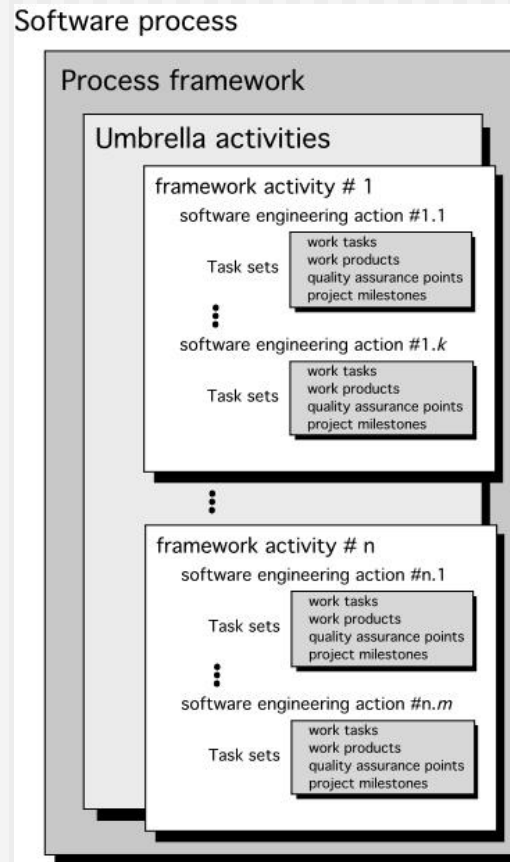 Software process
Process framework
Umbrella activities
framework activity # 1
software engineering action #1.1
Task sets
work tasks
work products
quality assurance points
project milestones
software engineering action #1.k
Task sets
work tasks
work products
quality assurance points
project milestones
framework activity # n
software engineering action #n.1
Task sets
work tasks
work products
quality assurance points
project milestones
software engineering action #n.m
Task sets
work tasks
work products
quality assurance points
project milestones